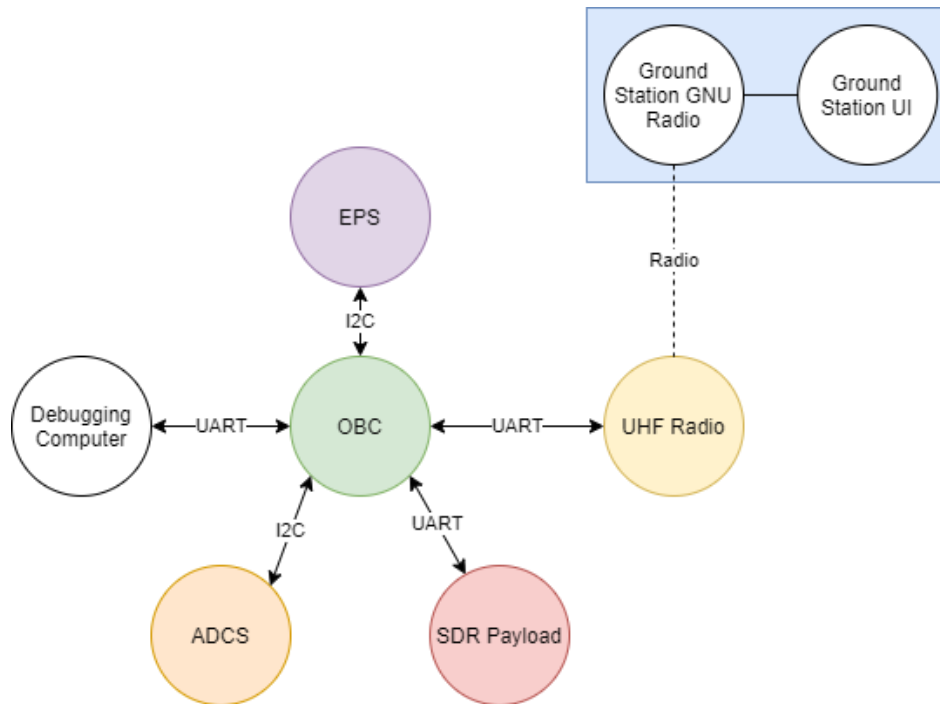 Ground
Station GNU
Radio
Ground
Station UI
EPS
Radio
I2C
Debugging
Computer
UART
OBC
UART
UHF Radio
I2C
UART
ADCS
SDR Payload